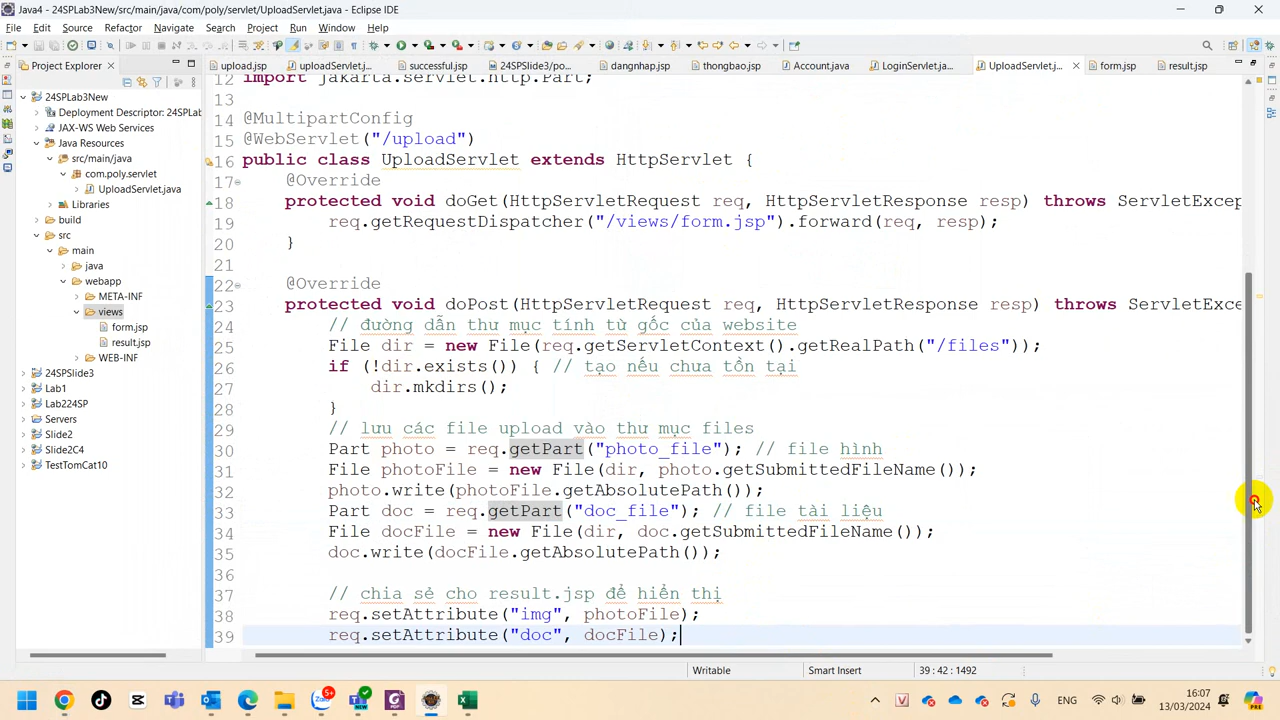 Java4 - 24SPLab3New/src/main/java/com/poly/servlet/UploadServlet.java - Eclipse IDE
File Edit Source Refactor Navigate Search Project Run Window Help
Project Explorer
upload.jsp uploadServlet.j... successful.jsp 24SPSlide3/po... dangnhap.jsp thongbao.jsp Account.java LoginServlet.ja... UploadServlet.j... form.jsp result.jsp
24SPLab3New
Deployment Descriptor: 24SPLab
JAX-WS Web Services
Java Resources
src/main/java
com.poly.servlet
UploadServlet.java
Libraries
build
src
main
java
webapp
META-INF
views
form.jsp
result.jsp
WEB-INF
24SPSlide3
Lab1
Lab224SP
Servers
Slide2
Slide2C4
TestTomCat10
12 import jakarta.servlet.http.Part;
13
14 @MultipartConfig
15 @WebServlet("/upload")
16 public class UploadServlet extends HttpServlet {
17 @Override
18 protected void doGet(HttpServletRequest req, HttpServletResponse resp) throws ServletExcep
19 req.getRequestDispatcher("/views/form.jsp").forward(req, resp);
20 }
21
22 @Override
23 protected void doPost(HttpServletRequest req, HttpServletResponse resp) throws ServletExce
24 // đường dẫn thư mục tính từ gốc của website
25 File dir = new File(req.getServletContext().getRealPath("/files"));
26 if (!dir.exists()) { // tạo nếu chưa tồn tại
27 dir.mkdirs();
28 }
29 // lưu các file upload vào thư mục files
30 Part photo = req.getPart("photo_file"); // file hình
31 File photoFile = new File(dir, photo.getSubmittedFileName());
32 photo.write(photoFile.getAbsolutePath());
33 Part doc = req.getPart("doc_file"); // file tài liệu
34 File docFile = new File(dir, doc.getSubmittedFileName());
35 doc.write(docFile.getAbsolutePath());
36
37 // chia sẻ cho result.jsp để hiển thị
38 req.setAttribute("img", photoFile);
39 req.setAttribute("doc", docFile);
Writable Smart Insert 39 : 42 : 1492
5+ NEW ENG 16:07
13/03/2024 PRE